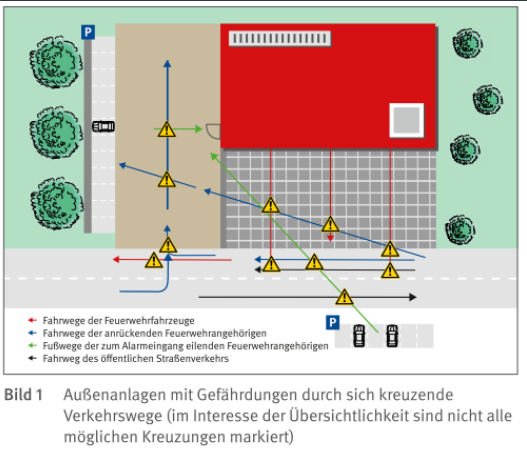 P
P
Fahrwege der Feuerwehrfahrzeuge
Fahrwege der anrückenden Feuerwehrangehörigen
Fußwege der zum Alarmeingang eilenden Feuerwehrangehörigen
Fahrweg des öffentlichen Straßenverkehrs
Bild 1 Außenanlagen mit Gefährdungen durch sich kreuzende
Verkehrswege (im Interesse der Übersichtlichkeit sind nicht alle
möglichen Kreuzungen markiert)